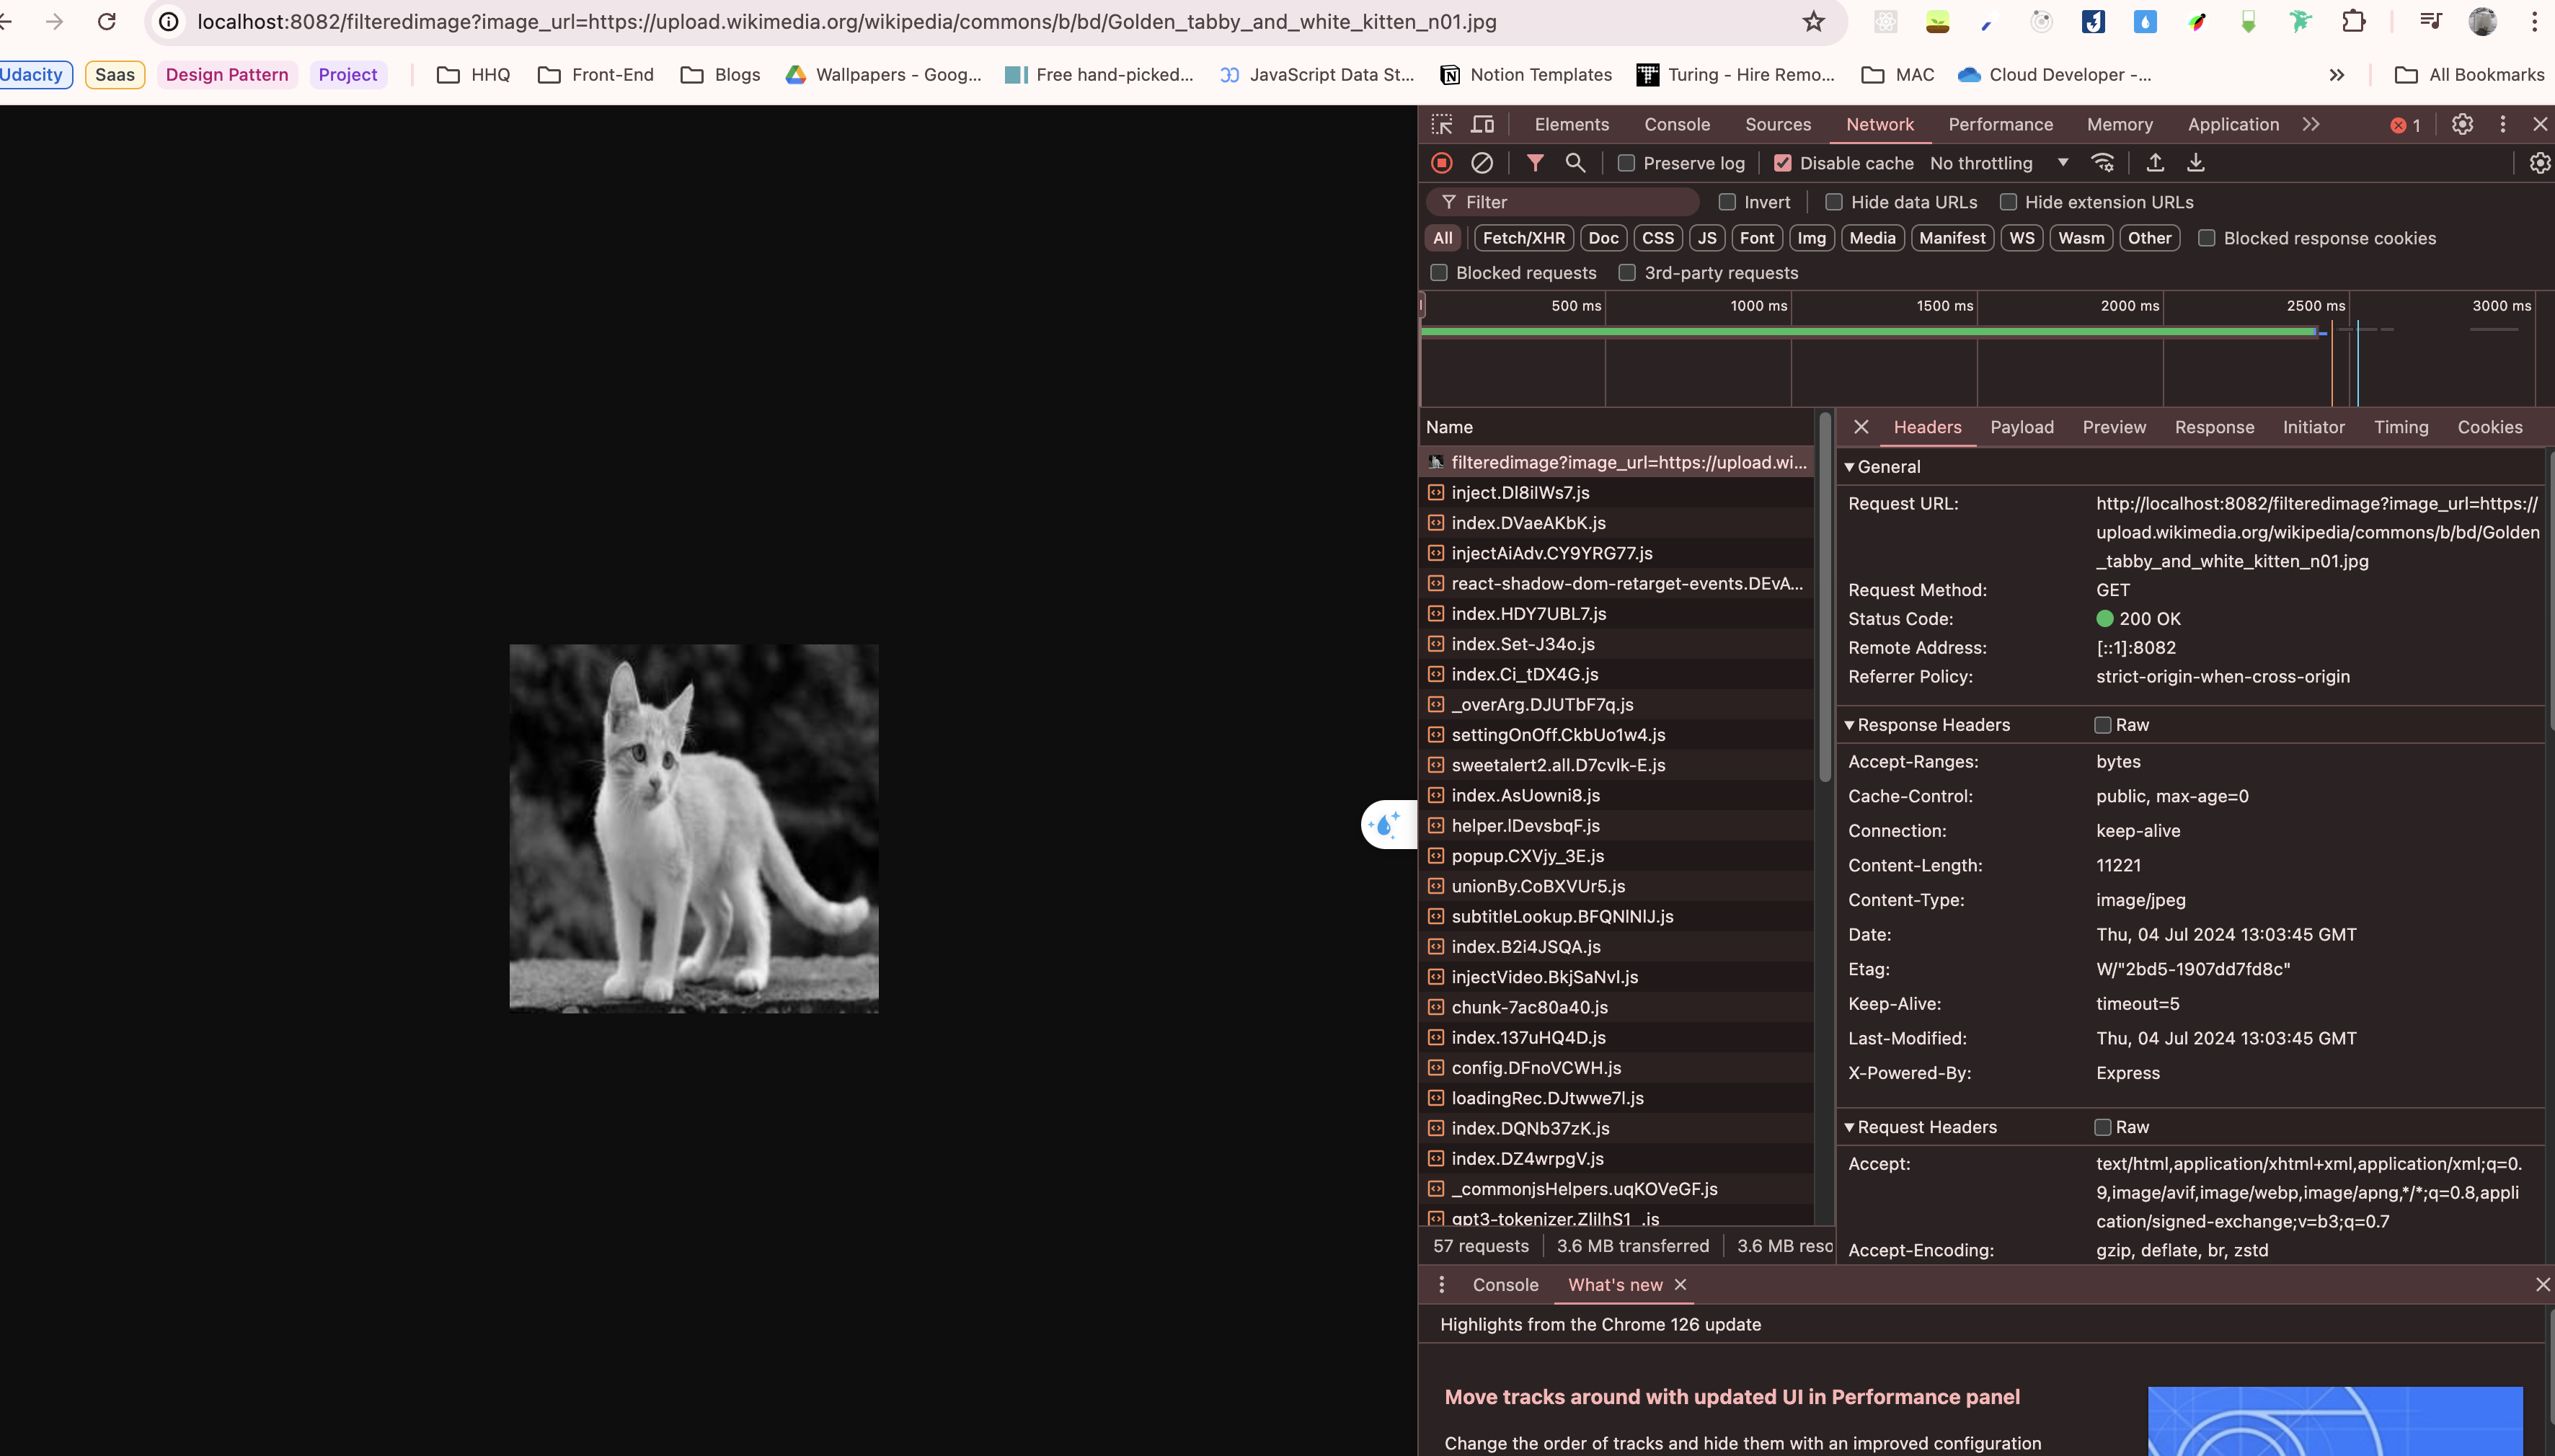 localhost:8082/filteredimage?image_url=https://upload.wikimedia.org/wikipedia/commons/b/bd/Golden_tabby_and_white_kitten_n01.jpg
Udacity Saas Design Pattern Project HHQ Front-End Blogs Wallpapers - Goog... Free hand-picked... JavaScript Data St... Notion Templates Turing - Hire Remo... MAC Cloud Developer -... All Bookmarks
Elements Console Sources Network Performance Memory Application 1
Preserve log Disable cache No throttling
Filter Invert Hide data URLs Hide extension URLs
All Fetch/XHR Doc CSS JS Font Img Media Manifest WS Wasm Other Blocked response cookies
Blocked requests 3rd-party requests
500 ms 1000 ms 1500 ms 2000 ms 2500 ms 3000 ms
Name
filteredimage?image_url=https://upload.wi...
inject.Dl8ilWs7.js
index.DVaeAKbK.js
injectAiAdv.CY9YRG77.js
react-shadow-dom-retarget-events.DEvA...
index.HDY7UBL7.js
index.Set-J34o.js
index.Ci_tDX4G.js
_overArg.DJUTbF7q.js
settingOnOff.CkbUo1w4.js
sweetalert2.all.D7cvlk-E.js
index.AsUowni8.js
helper.lDevsbqF.js
popup.CXVjy_3E.js
unionBy.CoBXVUr5.js
subtitleLookup.BFQNlNlJ.js
index.B2i4JSQA.js
injectVideo.BkjSaNvl.js
chunk-7ac80a40.js
index.137uHQ4D.js
config.DFnoVCWH.js
loadingRec.DJtwwe7l.js
index.DQNb37zK.js
index.DZ4wrpgV.js
_commonjsHelpers.uqKOVeGF.js
57 requests 3.6 MB transferred 3.6 MB reso
Headers Payload Preview Response Initiator Timing Cookies
General
Request URL: http://localhost:8082/filteredimage?image_url=https://
upload.wikimedia.org/wikipedia/commons/b/bd/Golden
_tabby_and_white_kitten_n01.jpg
Request Method: GET
Status Code: 200 OK
Remote Address: [::1]:8082
Referrer Policy: strict-origin-when-cross-origin
Response Headers Raw
Accept-Ranges: bytes
Cache-Control: public, max-age=0
Connection: keep-alive
Content-Length: 11221
Content-Type: image/jpeg
Date: Thu, 04 Jul 2024 13:03:45 GMT
Etag: W/"2bd5-1907dd7fd8c"
Keep-Alive: timeout=5
Last-Modified: Thu, 04 Jul 2024 13:03:45 GMT
X-Powered-By: Express
Request Headers Raw
Accept: text/html,application/xhtml+xml,application/xml;q=0.
9,image/avif,image/webp,image/apng,*/*;q=0.8,appli
cation/signed-exchange;v=b3;q=0.7
Accept-Encoding: gzip, deflate, br, zstd
Console What's new
Highlights from the Chrome 126 update
Move tracks around with updated UI in Performance panel
Change the order of tracks and hide them with an improved configuration